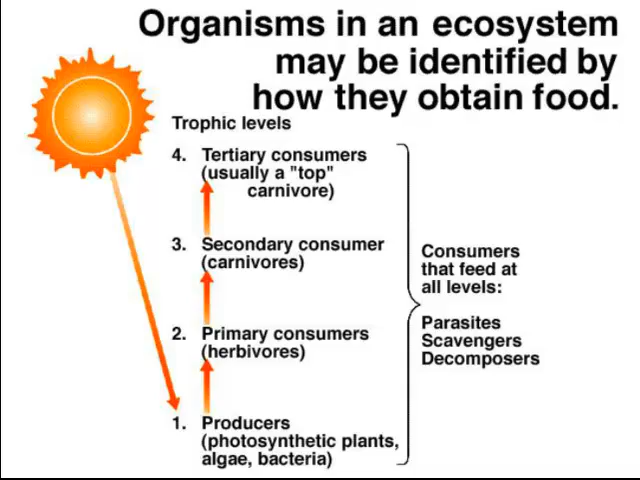 Organisms in an ecosystem
may be identified by
how they obtain food.
Trophic levels
4. Tertiary consumers
(usually a "top"
carnivore)
3. Secondary consumer
(carnivores)
2. Primary consumers
(herbivores)
1. Producers
(photosynthetic plants,
algae, bacteria)
Consumers
that feed at
all levels:
Parasites
Scavengers
Decomposers